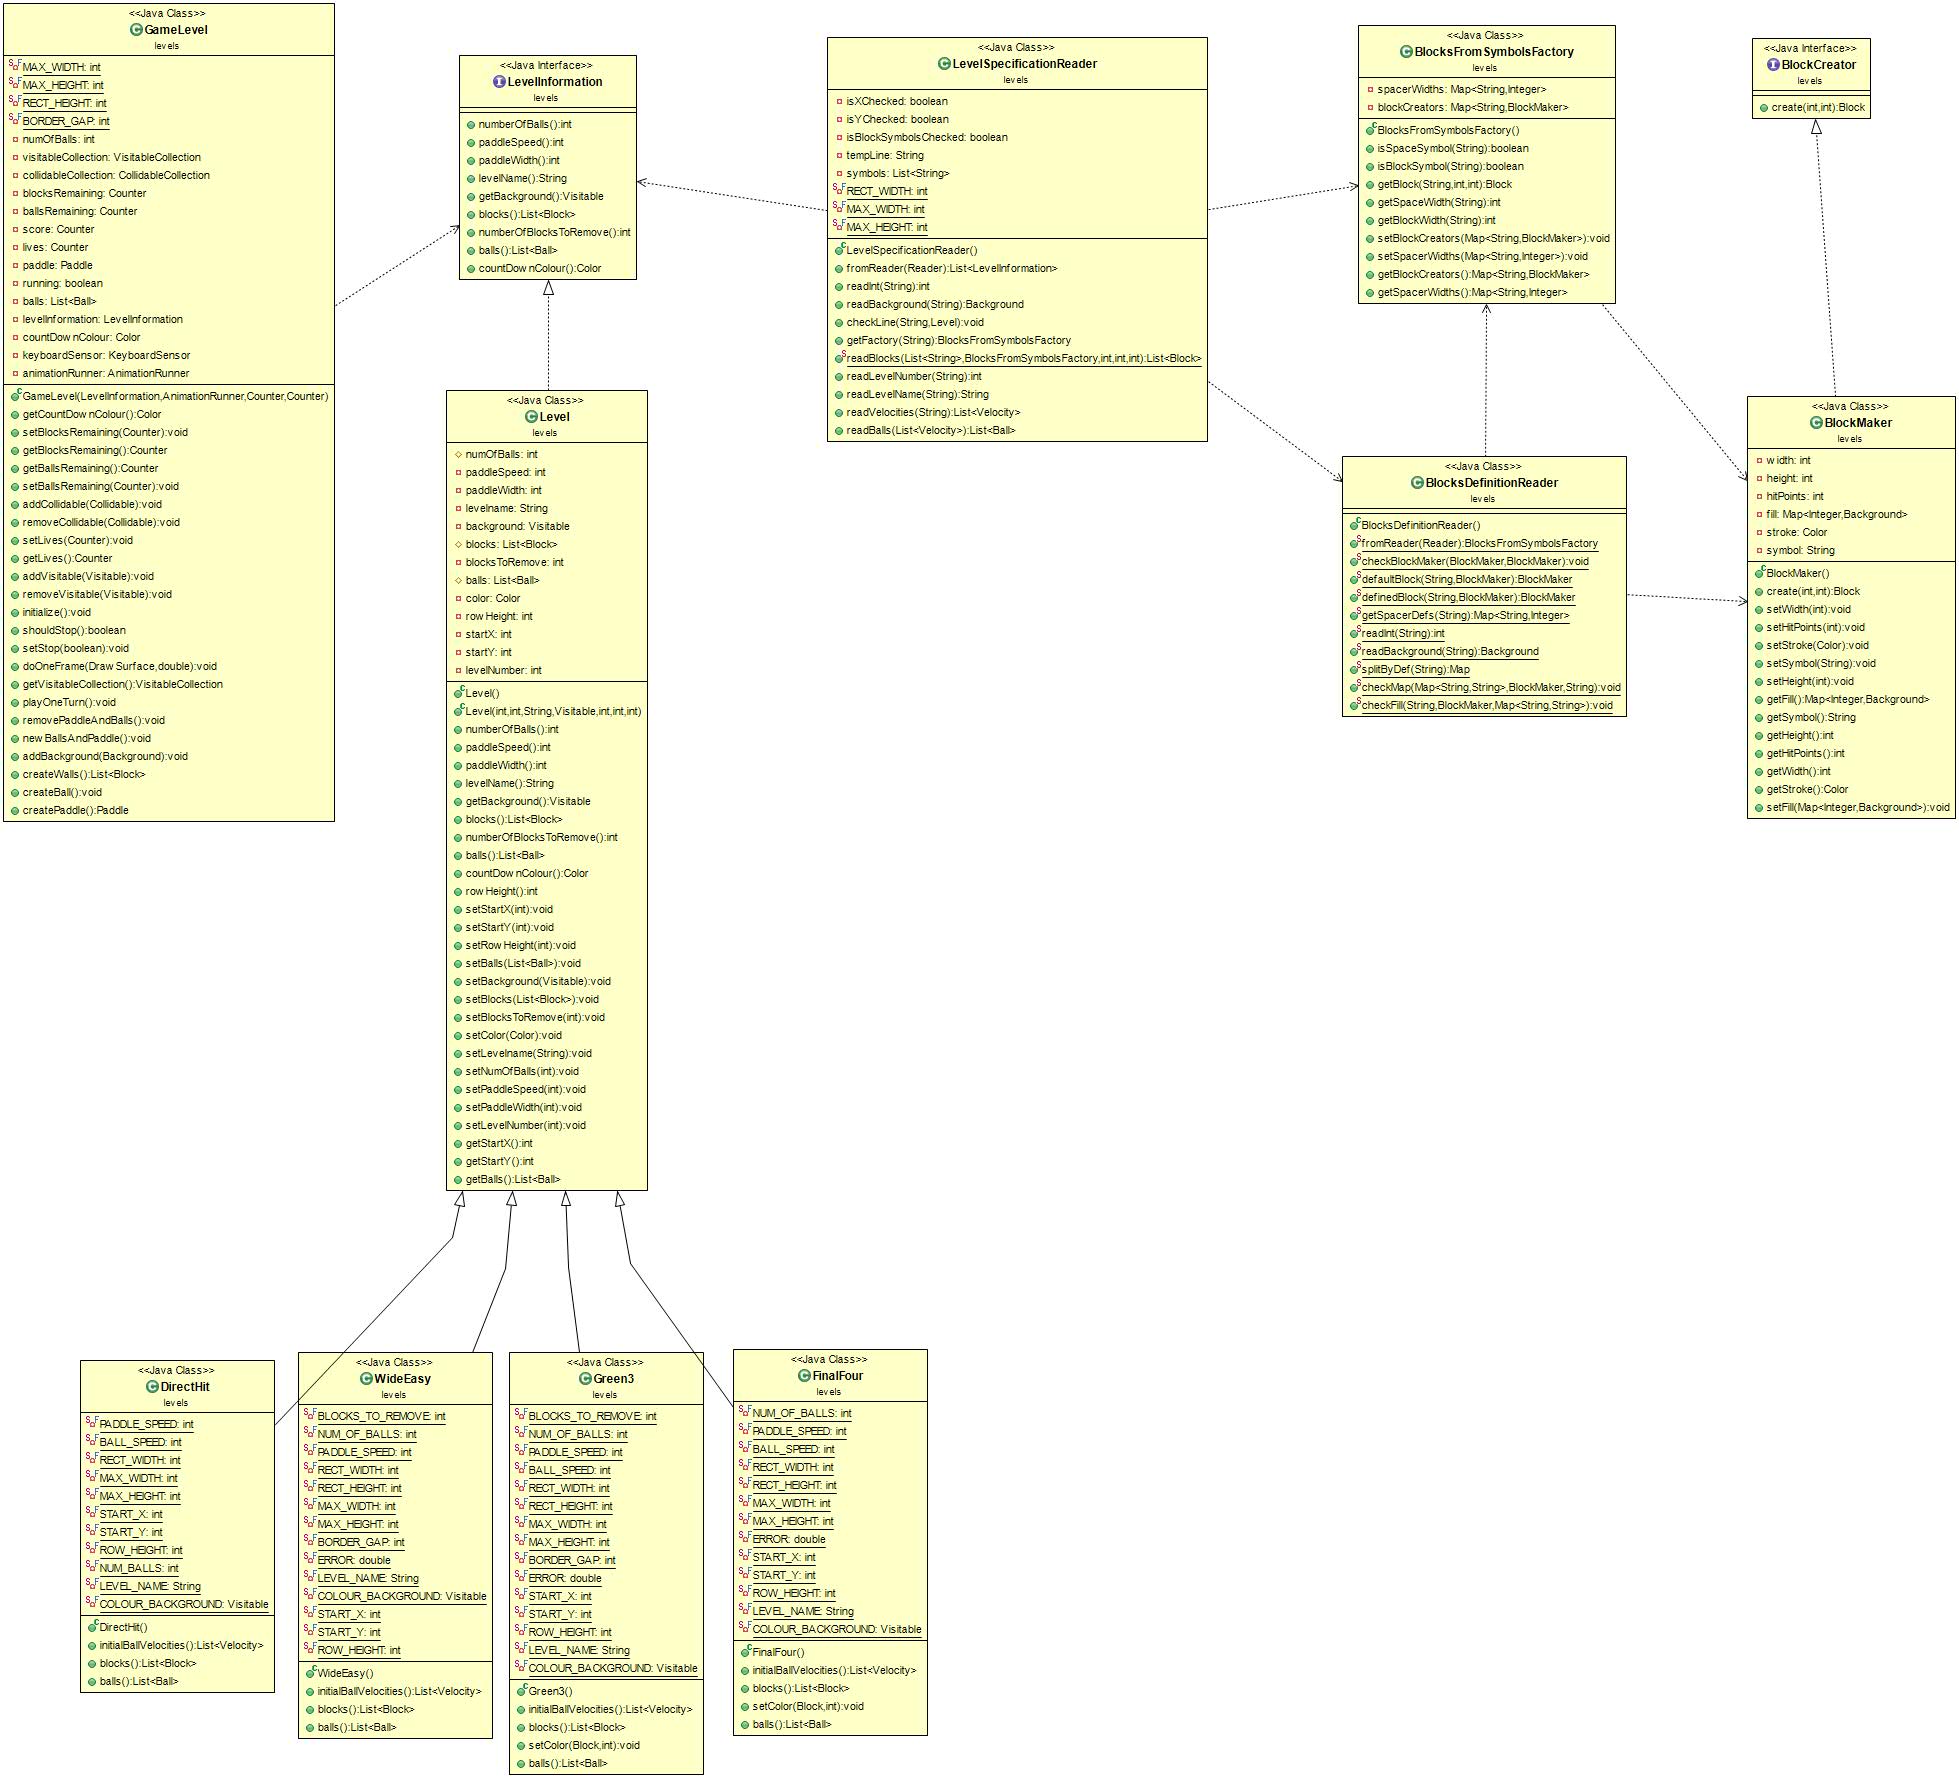 <<Java Class>>
GameLevel
levels
MAX_WIDTH: int
MAX_HEIGHT: int
RECT_HEIGHT: int
BORDER_GAP: int
numOfBalls: int
visitableCollection: VisitableCollection
collidableCollection: CollidableCollection
blocksRemaining: Counter
ballsRemaining: Counter
score: Counter
lives: Counter
paddle: Paddle
running: boolean
balls: List<Ball>
levelInformation: LevelInformation
countDownColour: Color
keyboardSensor: KeyboardSensor
animationRunner: AnimationRunner
GameLevel(LevelInformation,AnimationRunner,Counter,Counter)
getCountDownColour():Color
setBlocksRemaining(Counter):void
getBlocksRemaining():Counter
getBallsRemaining():Counter
setBallsRemaining(Counter):void
addCollidable(Collidable):void
removeCollidable(Collidable):void
setLives(Counter):void
getLives():Counter
addVisitable(Visitable):void
removeVisitable(Visitable):void
initialize():void
shouldStop():boolean
setStop(boolean):void
doOneFrame(DrawSurface,double):void
getVisitableCollection():VisitableCollection
playOneTurn():void
removePaddleAndBalls():void
newBallsAndPaddle():void
addBackground(Background):void
createWalls():List<Block>
createBall():void
createPaddle():Paddle
<<Java Interface>>
LevelInformation
levels
numberOfBalls():int
paddleSpeed():int
paddleWidth():int
levelName():String
getBackground():Visitable
blocks():List<Block>
numberOfBlocksToRemove():int
balls():List<Ball>
countDownColour():Color
<<Java Class>>
LevelSpecificationReader
levels
isXChecked: boolean
isYChecked: boolean
isBlockSymbolsChecked: boolean
tempLine: String
symbols: List<String>
RECT_WIDTH: int
MAX_WIDTH: int
MAX_HEIGHT: int
LevelSpecificationReader()
fromReader(Reader):List<LevelInformation>
readInt(String):int
readBackground(String):Background
checkLine(String,Level):void
getFactory(String):BlocksFromSymbolsFactory
readBlocks(List<String>,BlocksFromSymbolsFactory,int,int,int):List<Block>
readLevelNumber(String):int
readLevelName(String):String
readVelocities(String):List<Velocity>
readBalls(List<Velocity>):List<Ball>
<<Java Class>>
BlocksFromSymbolsFactory
levels
spacerWidths: Map<String,Integer>
blockCreators: Map<String,BlockMaker>
BlocksFromSymbolsFactory()
isSpaceSymbol(String):boolean
isBlockSymbol(String):boolean
getBlock(String,int,int):Block
getSpaceWidth(String):int
getBlockWidth(String):int
setBlockCreators(Map<String,BlockMaker>):void
setSpacerWidths(Map<String,Integer>):void
getBlockCreators():Map<String,BlockMaker>
getSpacerWidths():Map<String,Integer>
<<Java Interface>>
BlockCreator
levels
create(int,int):Block
<<Java Class>>
Level
levels
numOfBalls: int
paddleSpeed: int
paddleWidth: int
levelname: String
background: Visitable
blocks: List<Block>
blocksToRemove: int
balls: List<Ball>
color: Color
rowHeight: int
startX: int
startY: int
levelNumber: int
Level()
Level(int,int,String,Visitable,int,int,int)
numberOfBalls():int
paddleSpeed():int
paddleWidth():int
levelName():String
getBackground():Visitable
blocks():List<Block>
numberOfBlocksToRemove():int
balls():List<Ball>
countDownColour():Color
rowHeight():int
setStartX(int):void
setStartY(int):void
setRowHeight(int):void
setBalls(List<Ball>):void
setBackground(Visitable):void
setBlocks(List<Block>):void
setBlocksToRemove(int):void
setColor(Color):void
setLevelname(String):void
setNumOfBalls(int):void
setPaddleSpeed(int):void
setPaddleWidth(int):void
setLevelNumber(int):void
getStartX():int
getStartY():int
getBalls():List<Ball>
<<Java Class>>
BlocksDefinitionReader
levels
BlocksDefinitionReader()
fromReader(Reader):BlocksFromSymbolsFactory
checkBlockMaker(BlockMaker,BlockMaker):void
defaultBlock(String,BlockMaker):BlockMaker
definedBlock(String,BlockMaker):BlockMaker
getSpacerDefs(String):Map<String,Integer>
readInt(String):int
readBackground(String):Background
splitByDef(String):Map
checkMap(Map<String,String>,BlockMaker,String):void
checkFill(String,BlockMaker,Map<String,String>):void
<<Java Class>>
BlockMaker
levels
width: int
height: int
hitPoints: int
fill: Map<Integer,Background>
stroke: Color
symbol: String
BlockMaker()
create(int,int):Block
setWidth(int):void
setHitPoints(int):void
setStroke(Color):void
setSymbol(String):void
setHeight(int):void
getFill():Map<Integer,Background>
getSymbol():String
getHeight():int
getHitPoints():int
getWidth():int
getStroke():Color
setFill(Map<Integer,Background>):void
<<Java Class>>
DirectHit
levels
PADDLE_SPEED: int
BALL_SPEED: int
RECT_WIDTH: int
MAX_WIDTH: int
MAX_HEIGHT: int
START_X: int
START_Y: int
ROW_HEIGHT: int
NUM_BALLS: int
LEVEL_NAME: String
COLOUR_BACKGROUND: Visitable
DirectHit()
initialBallVelocities():List<Velocity>
blocks():List<Block>
balls():List<Ball>
<<Java Class>>
WideEasy
levels
BLOCKS_TO_REMOVE: int
NUM_OF_BALLS: int
PADDLE_SPEED: int
RECT_WIDTH: int
RECT_HEIGHT: int
MAX_WIDTH: int
MAX_HEIGHT: int
BORDER_GAP: int
ERROR: double
LEVEL_NAME: String
COLOUR_BACKGROUND: Visitable
START_X: int
START_Y: int
ROW_HEIGHT: int
WideEasy()
initialBallVelocities():List<Velocity>
blocks():List<Block>
balls():List<Ball>
<<Java Class>>
Green3
levels
BLOCKS_TO_REMOVE: int
NUM_OF_BALLS: int
PADDLE_SPEED: int
BALL_SPEED: int
RECT_WIDTH: int
RECT_HEIGHT: int
MAX_WIDTH: int
MAX_HEIGHT: int
BORDER_GAP: int
ERROR: double
START_X: int
START_Y: int
ROW_HEIGHT: int
LEVEL_NAME: String
COLOUR_BACKGROUND: Visitable
Green3()
initialBallVelocities():List<Velocity>
blocks():List<Block>
setColor(Block,int):void
balls():List<Ball>
<<Java Class>>
FinalFour
levels
NUM_OF_BALLS: int
PADDLE_SPEED: int
BALL_SPEED: int
RECT_WIDTH: int
RECT_HEIGHT: int
MAX_WIDTH: int
MAX_HEIGHT: int
ERROR: double
START_X: int
START_Y: int
ROW_HEIGHT: int
LEVEL_NAME: String
COLOUR_BACKGROUND: Visitable
FinalFour()
initialBallVelocities():List<Velocity>
blocks():List<Block>
setColor(Block,int):void
balls():List<Ball>